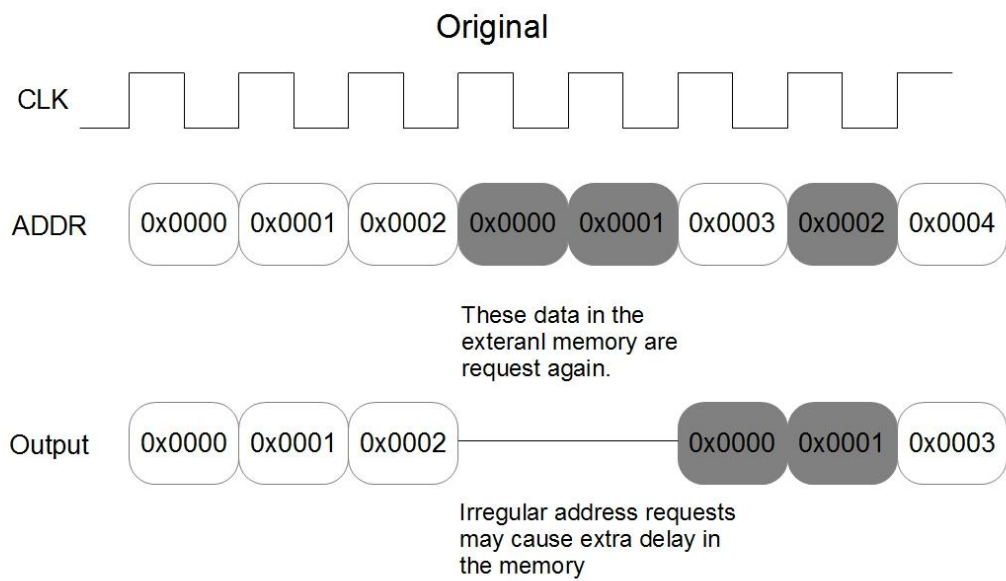 Original
CLK
ADDR 0x0000 0x0001 0x0002 0x0000 0x0001 0x0003 0x0002 0x0004
These data in the
exteranl memory are
request again.
Output 0x0000 0x0001 0x0002 0x0000 0x0001 0x0003
Irregular address requests
may cause extra delay in
the memory